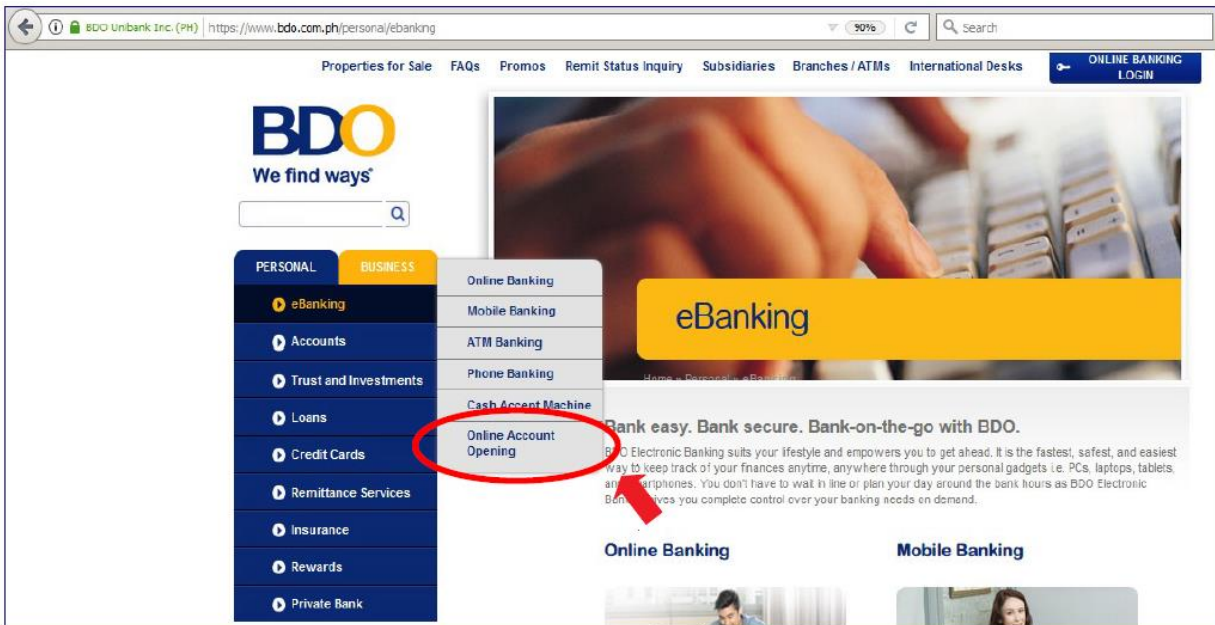 BDO Unibank Inc. (PH)
https://www.bdo.com.ph/personal/ebanking
90%
Search
Properties for Sale FAQs Promos Remit Status Inquiry Subsidiaries Branches / ATMs International Desks
ONLINE BANKING
LOGIN
BDO
We find ways
PERSONAL
BUSINESS
eBanking
Accounts
Trust and Investments
Loans
Credit Cards
Remittance Services
Insurance
Rewards
Private Bank
Online Banking
Mobile Banking
ATM Banking
Phone Banking
Cash Accept Machine
Online Account
Opening
eBanking
Home » Personal » eBanking
Bank easy. Bank secure. Bank-on-the-go with BDO.
Electronic Banking suits your lifestyle and empowers you to get ahead. It is the fastest, safest, and easiest
way to keep track of your finances anytime, anywhere through your personal gadgets i.e. PCs, laptops, tablets,
You don't have to wait in line or plan your day around the bank hours as BDO Electronic
you complete control over your banking needs on demand.
Online Banking
Mobile Banking